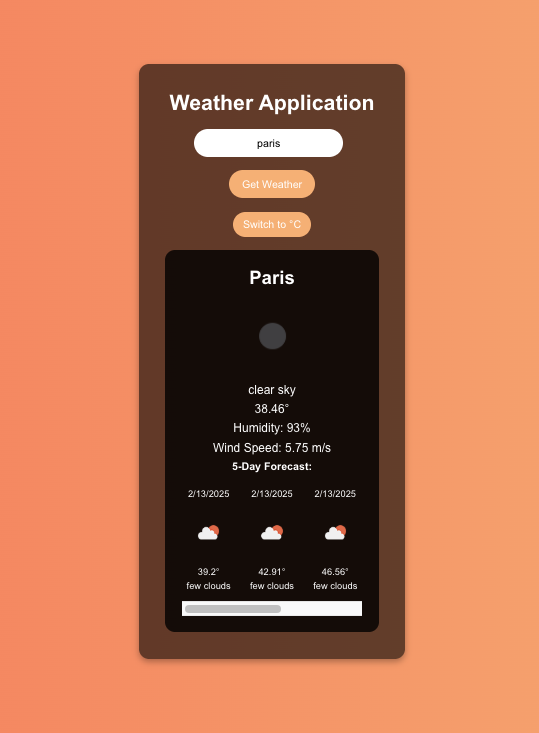 Weather Application
paris
Get Weather
Switch to °C
Paris
clear sky
38.46°
Humidity: 93%
Wind Speed: 5.75 m/s
5-Day Forecast:
2/13/2025 2/13/2025 2/13/2025
39.2° 42.91° 46.56°
few clouds few clouds few clouds